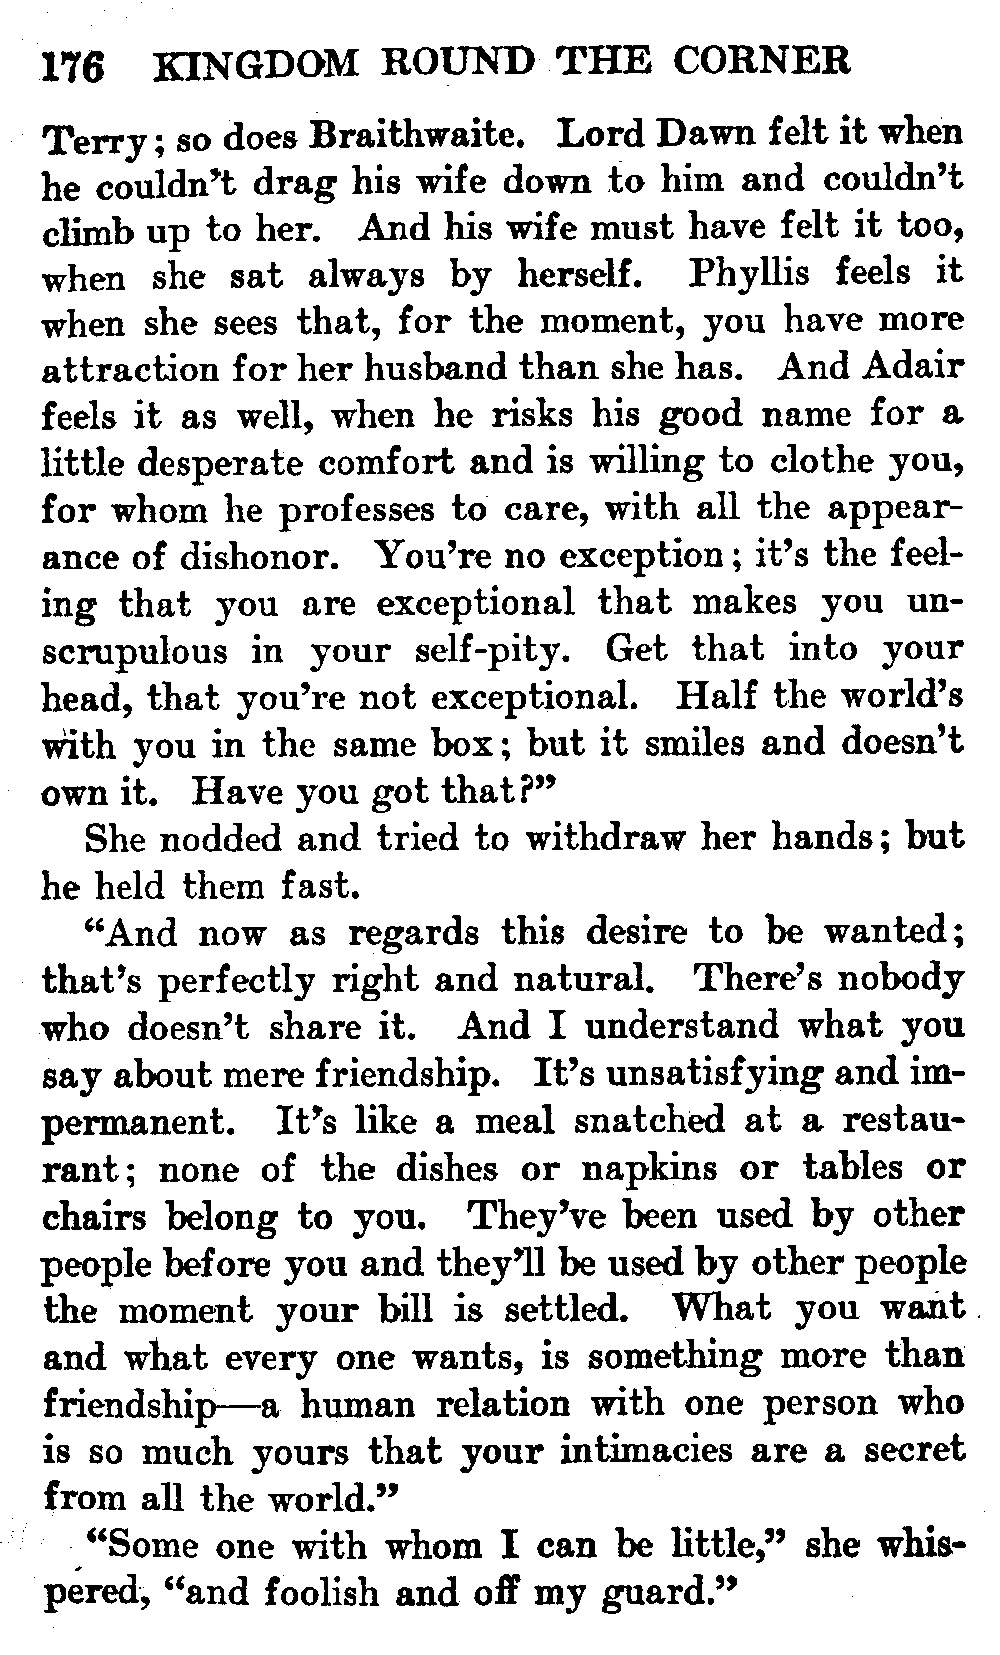 176 KINGDOM ROUND THE CORNER
Terry; so does Braithwaite. Lord Dawn felt it when
he couldn't drag his wife down to him and couldn't
climb up to her. And his wife must have felt it too,
when she sat always by herself. Phyllis feels it
when she sees that, for the moment, you have more
attraction for her husband than she has. And Adair
feels it as well, when he risks his good name for a
little desperate comfort and is willing to clothe you,
for whom he professes to care, with all the appear-
ance of dishonor. You're no exception; it's the feel-
ing that you are exceptional that makes you un-
scrupulous in your self-pity. Get that into your
head, that you're not exceptional. Half the world's
with you in the same box; but it smiles and doesn't
own it. Have you got that?"
She nodded and tried to withdraw her hands; but
he held them fast.
"And now as regards this desire to be wanted;
that's perfectly right and natural. There's nobody
who doesn't share it. And I understand what you
say about mere friendship. It's unsatisfying and im-
permanent. It's like a meal snatched at a restau-
rant; none of the dishes or napkins or tables or
chairs belong to you. They've been used by other
people before you and they'll be used by other people
the moment your bill is settled. What you want
and what every one wants, is something more than
friendship—a human relation with one person who
is so much yours that your intimacies are a secret
from all the world."
"Some one with whom I can be little," she whis-
pered, "and foolish and off my guard."